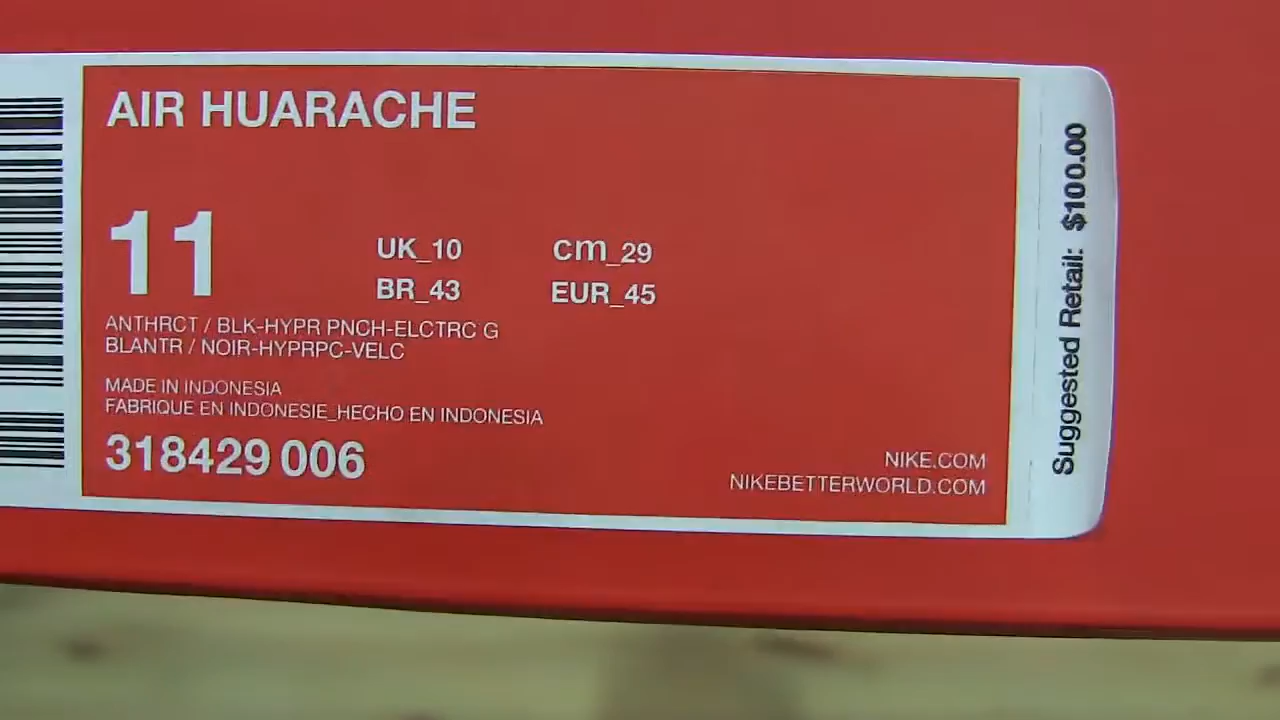 AIR HUARACHE
11
UK_10 cm_29
BR_43 EUR_45
ANTHRCT / BLK-HYPR PNCH-ELCTRC G
BLANTR / NOIR-HYPRPC-VELC
MADE IN INDONESIA
FABRIQUE EN INDONESIE_HECHO EN INDONESIA
318429 006
NIKE.COM
NIKEBETTERWORLD.COM
Suggested Retail: $100.00